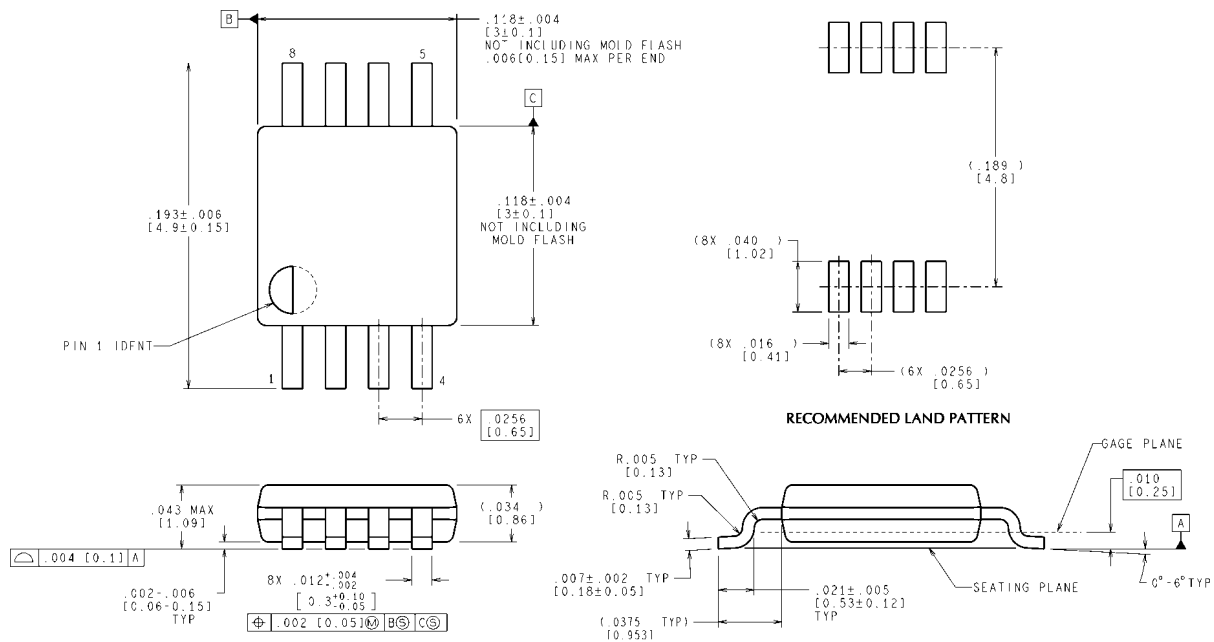 B
.118±.004
[3±0.1]
NOT INCLUDING MOLD FLASH
.006[0.15] MAX PER END
8
5
C
.193±.006
[4.9±0.15]
.118±.004
[3±0.1]
NOT INCLUDING
MOLD FLASH
PIN 1 IDENT
1
4
6X .0256
[0.65]
(.189 )
[4.8]
(8X .040 )
[1.02]
(8X .016 )
[0.41]
(6X .0256 )
[0.65]
RECOMMENDED LAND PATTERN
.043 MAX
[1.09]
(.034 )
[0.86]
.004 [0.1] A
.002-.006
[0.06-0.15]
TYP
8X .012+.004
-.002
[ 0.3+0.10
-0.05 ]
⌖ .002 [0.05]Ⓜ BⓈ CⓈ
R.005 TYP
[0.13]
R.005 TYP
[0.13]
GAGE PLANE
.010
[0.25]
A
.007±.002 TYP
[0.18±0.05]
.021±.005
[0.53±0.12]
TYP
SEATING PLANE
0°-6° TYP
(.0375 TYP)
[0.953]